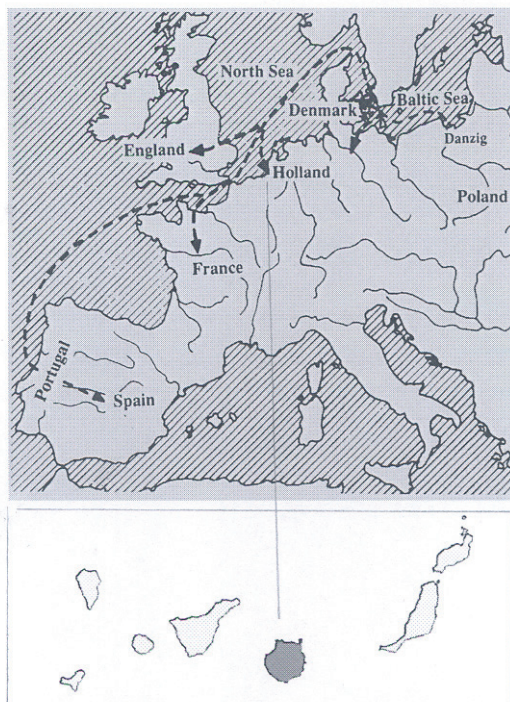 North Sea
Denmark
Baltic Sea
England
Danzig
Holland
Poland
France
Portugal
Spain